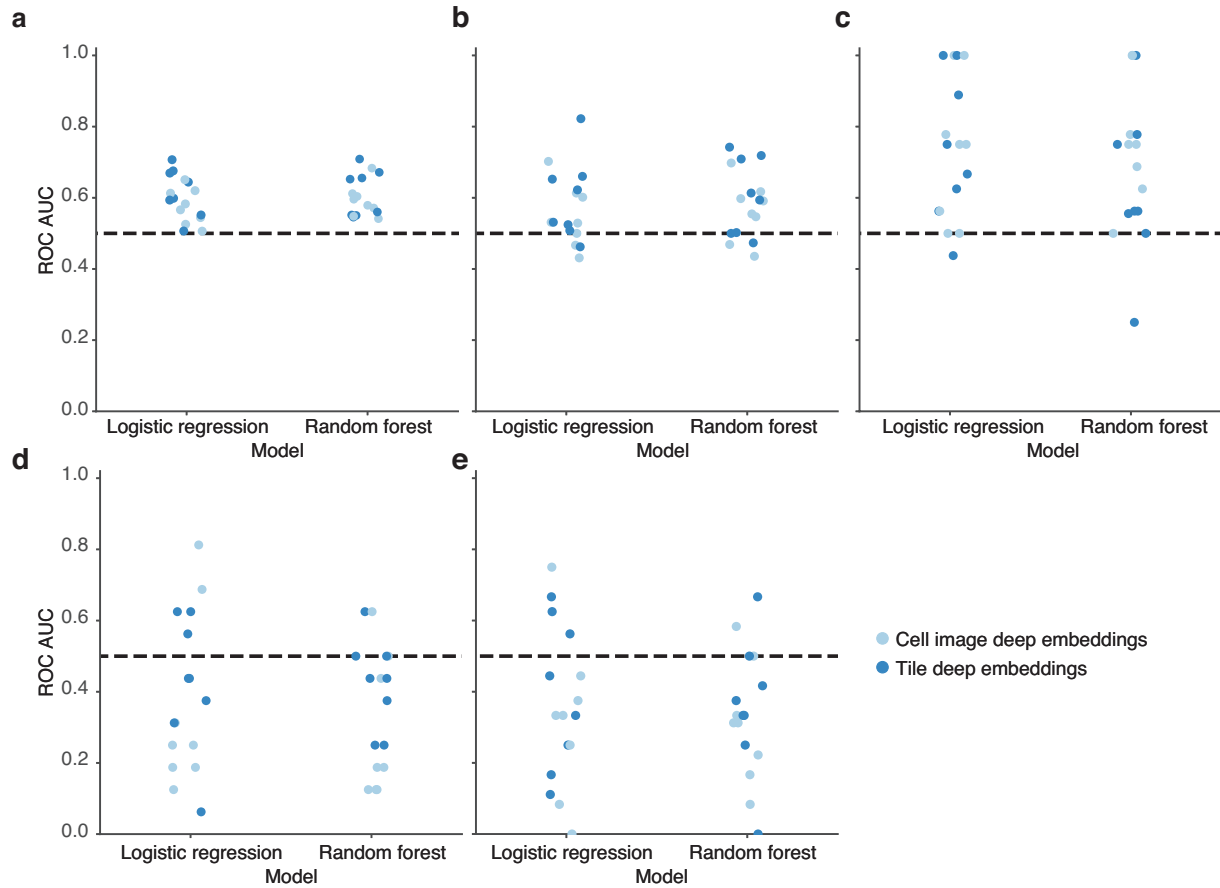 a
b
c
1.0
0.8
0.6
0.4
0.2
0.0
ROC AUC
Logistic regression
Random forest
Model
Logistic regression
Random forest
Model
Logistic regression
Random forest
Model
d
e
1.0
0.8
0.6
0.4
0.2
0.0
ROC AUC
Logistic regression
Random forest
Model
Logistic regression
Random forest
Model
Cell image deep embeddings
Tile deep embeddings